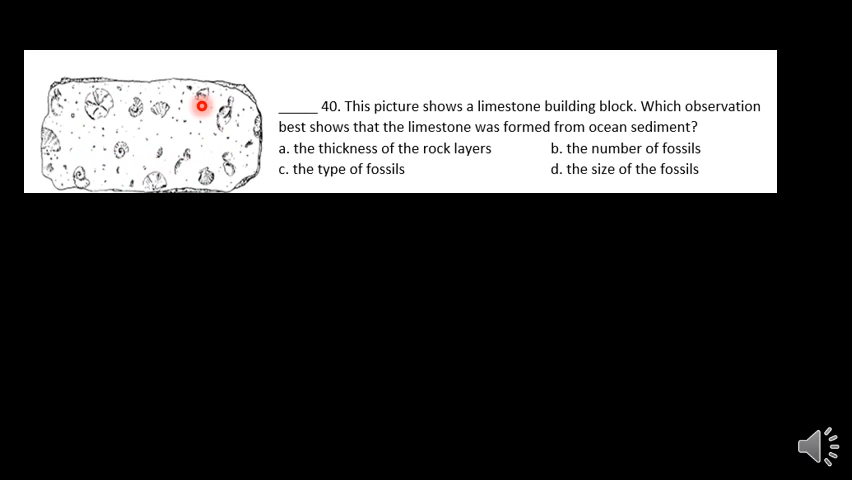 _____ 40. This picture shows a limestone building block. Which observation
best shows that the limestone was formed from ocean sediment?
a. the thickness of the rock layers b. the number of fossils
c. the type of fossils d. the size of the fossils